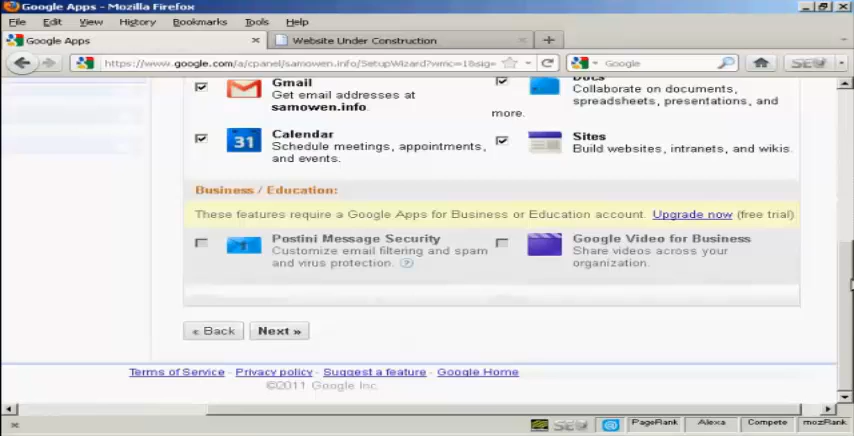 Google Apps - Mozilla Firefox
File Edit View History Bookmarks Tools Help
Google Apps × Website Under Construction × +
https://www.google.com/a/cpanel/samowen.info/SetupWizard?wmc=1&sig= Google
Gmail
Get email addresses at
samowen.info.
Docs
Collaborate on documents,
spreadsheets, presentations, and
more.
31
Calendar
Schedule meetings, appointments,
and events.
Sites
Build websites, intranets, and wikis.
Business / Education:
These features require a Google Apps for Business or Education account. Upgrade now (free trial)
Postini Message Security
Customize email filtering and spam
and virus protection. ?
Google Video for Business
Share videos across your
organization.
« Back Next »
Terms of Service - Privacy policy - Suggest a feature - Google Home
©2011 Google Inc.
× @ PageRank Alexa Compete mozRank